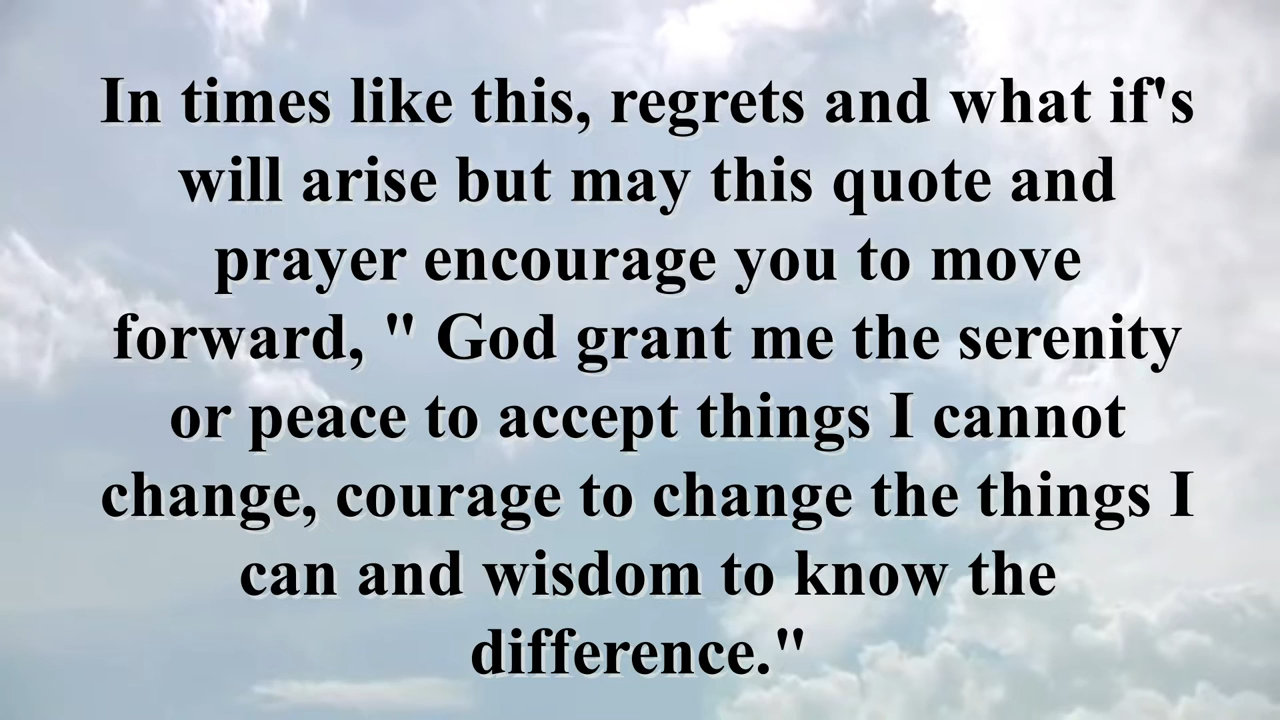 In times like this, regrets and what if's
will arise but may this quote and
prayer encourage you to move
forward, " God grant me the serenity
or peace to accept things I cannot
change, courage to change the things I
can and wisdom to know the
difference."